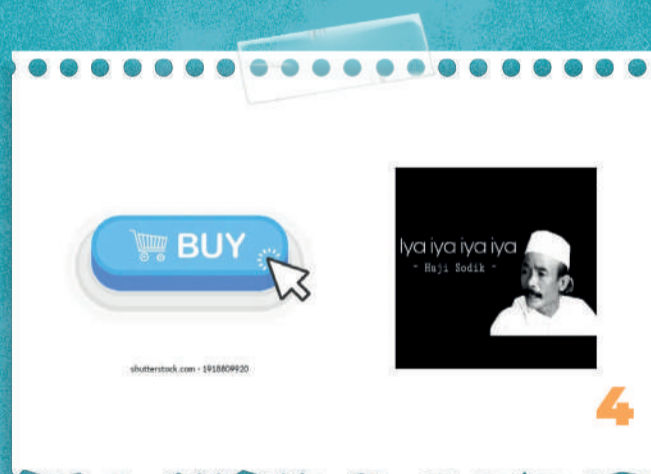 BUY
shutterstock.com · 1918809920
Iya iya iya iya
- Haji Sodik -
4